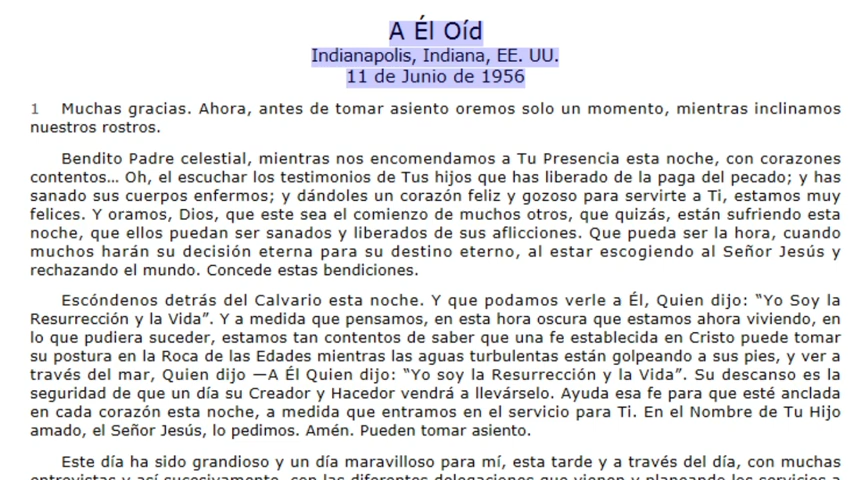 A Él Oíd
Indianapolis, Indiana, EE. UU.
11 de Junio de 1956
1 Muchas gracias. Ahora, antes de tomar asiento oremos solo un momento, mientras inclinamos
nuestros rostros.
Bendito Padre celestial, mientras nos encomendamos a Tu Presencia esta noche, con corazones
contentos… Oh, el escuchar los testimonios de Tus hijos que has liberado de la paga del pecado; y has
sanado sus cuerpos enfermos; y dándoles un corazón feliz y gozoso para servirte a Ti, estamos muy
felices. Y oramos, Dios, que este sea el comienzo de muchos otros, que quizás, están sufriendo esta
noche, que ellos puedan ser sanados y liberados de sus aflicciones. Que pueda ser la hora, cuando
muchos harán su decisión eterna para su destino eterno, al estar escogiendo al Señor Jesús y
rechazando el mundo. Concede estas bendiciones.
Escóndenos detrás del Calvario esta noche. Y que podamos verle a Él, Quien dijo: “Yo Soy la
Resurrección y la Vida”. Y a medida que pensamos, en esta hora oscura que estamos ahora viviendo, en
lo que pudiera suceder, estamos tan contentos de saber que una fe establecida en Cristo puede tomar
su postura en la Roca de las Edades mientras las aguas turbulentas están golpeando a sus pies, y ver a
través del mar, Quien dijo —A Él Quien dijo: “Yo soy la Resurrección y la Vida”. Su descanso es la
seguridad de que un día su Creador y Hacedor vendrá a llevárselo. Ayuda esa fe para que esté anclada
en cada corazón esta noche, a medida que entramos en el servicio para Ti. En el Nombre de Tu Hijo
amado, el Señor Jesús, lo pedimos. Amén. Pueden tomar asiento.
Este día ha sido grandioso y un día maravilloso para mí, esta tarde y a través del día, con muchas
entrevistas y así sucesivamente, con las diferentes delegaciones que vienen y planeando los servicios a